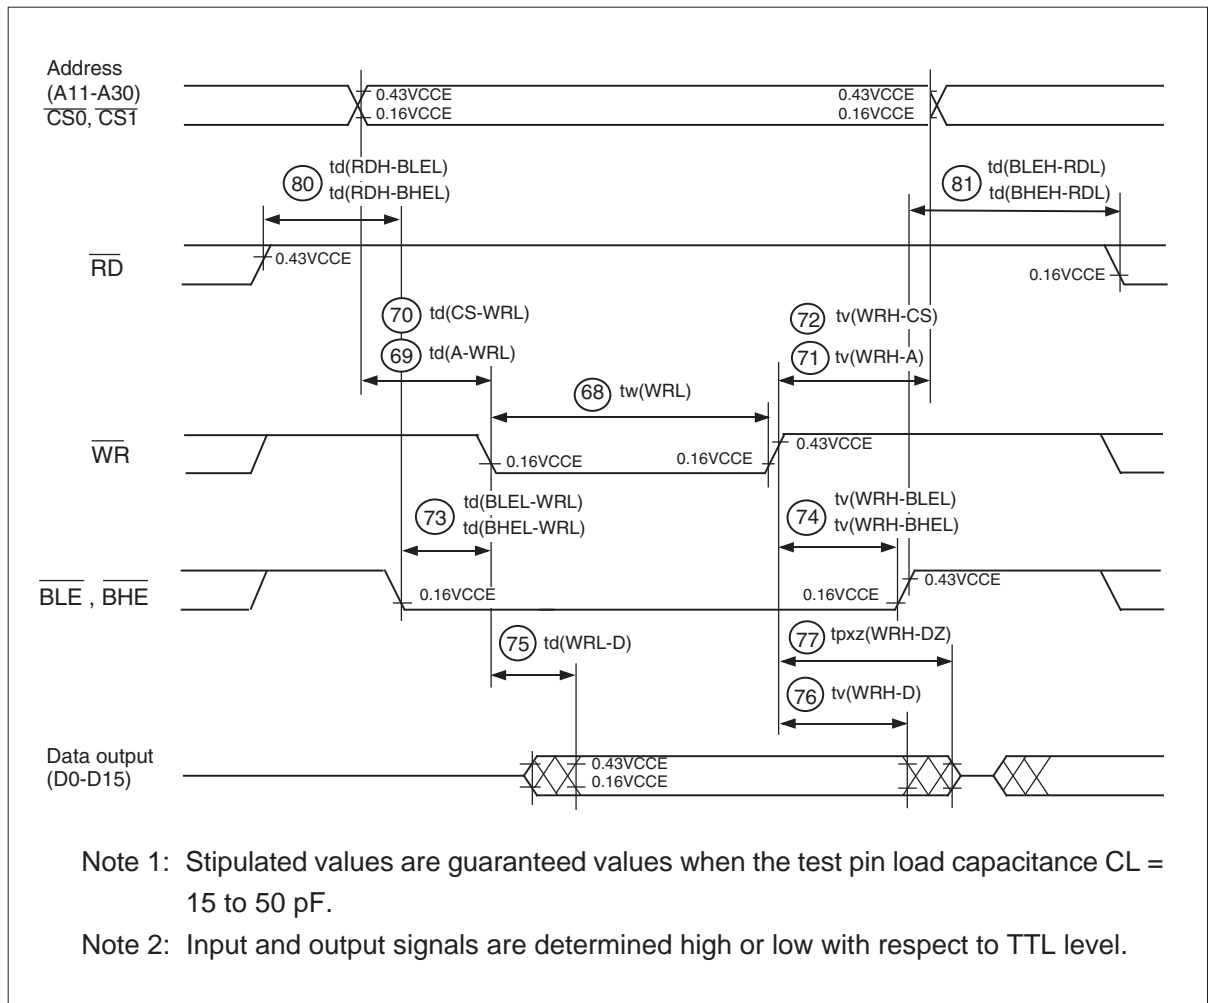 Address
(A11-A30)
CS0, CS1
0.43VCCE
0.16VCCE
0.43VCCE
0.16VCCE
80 td(RDH-BLEL)
td(RDH-BHEL)
81 td(BLEH-RDL)
td(BHEH-RDL)
RD
0.43VCCE
0.16VCCE
70 td(CS-WRL)
69 td(A-WRL)
72 tv(WRH-CS)
71 tv(WRH-A)
68 tw(WRL)
WR
0.16VCCE
0.16VCCE
0.43VCCE
73 td(BLEL-WRL)
td(BHEL-WRL)
74 tv(WRH-BLEL)
tv(WRH-BHEL)
BLE , BHE
0.16VCCE
0.16VCCE
0.43VCCE
75 td(WRL-D)
77 tpxz(WRH-DZ)
76 tv(WRH-D)
Data output
(D0-D15)
0.43VCCE
0.16VCCE
Note 1: Stipulated values are guaranteed values when the test pin load capacitance CL =
15 to 50 pF.
Note 2: Input and output signals are determined high or low with respect to TTL level.